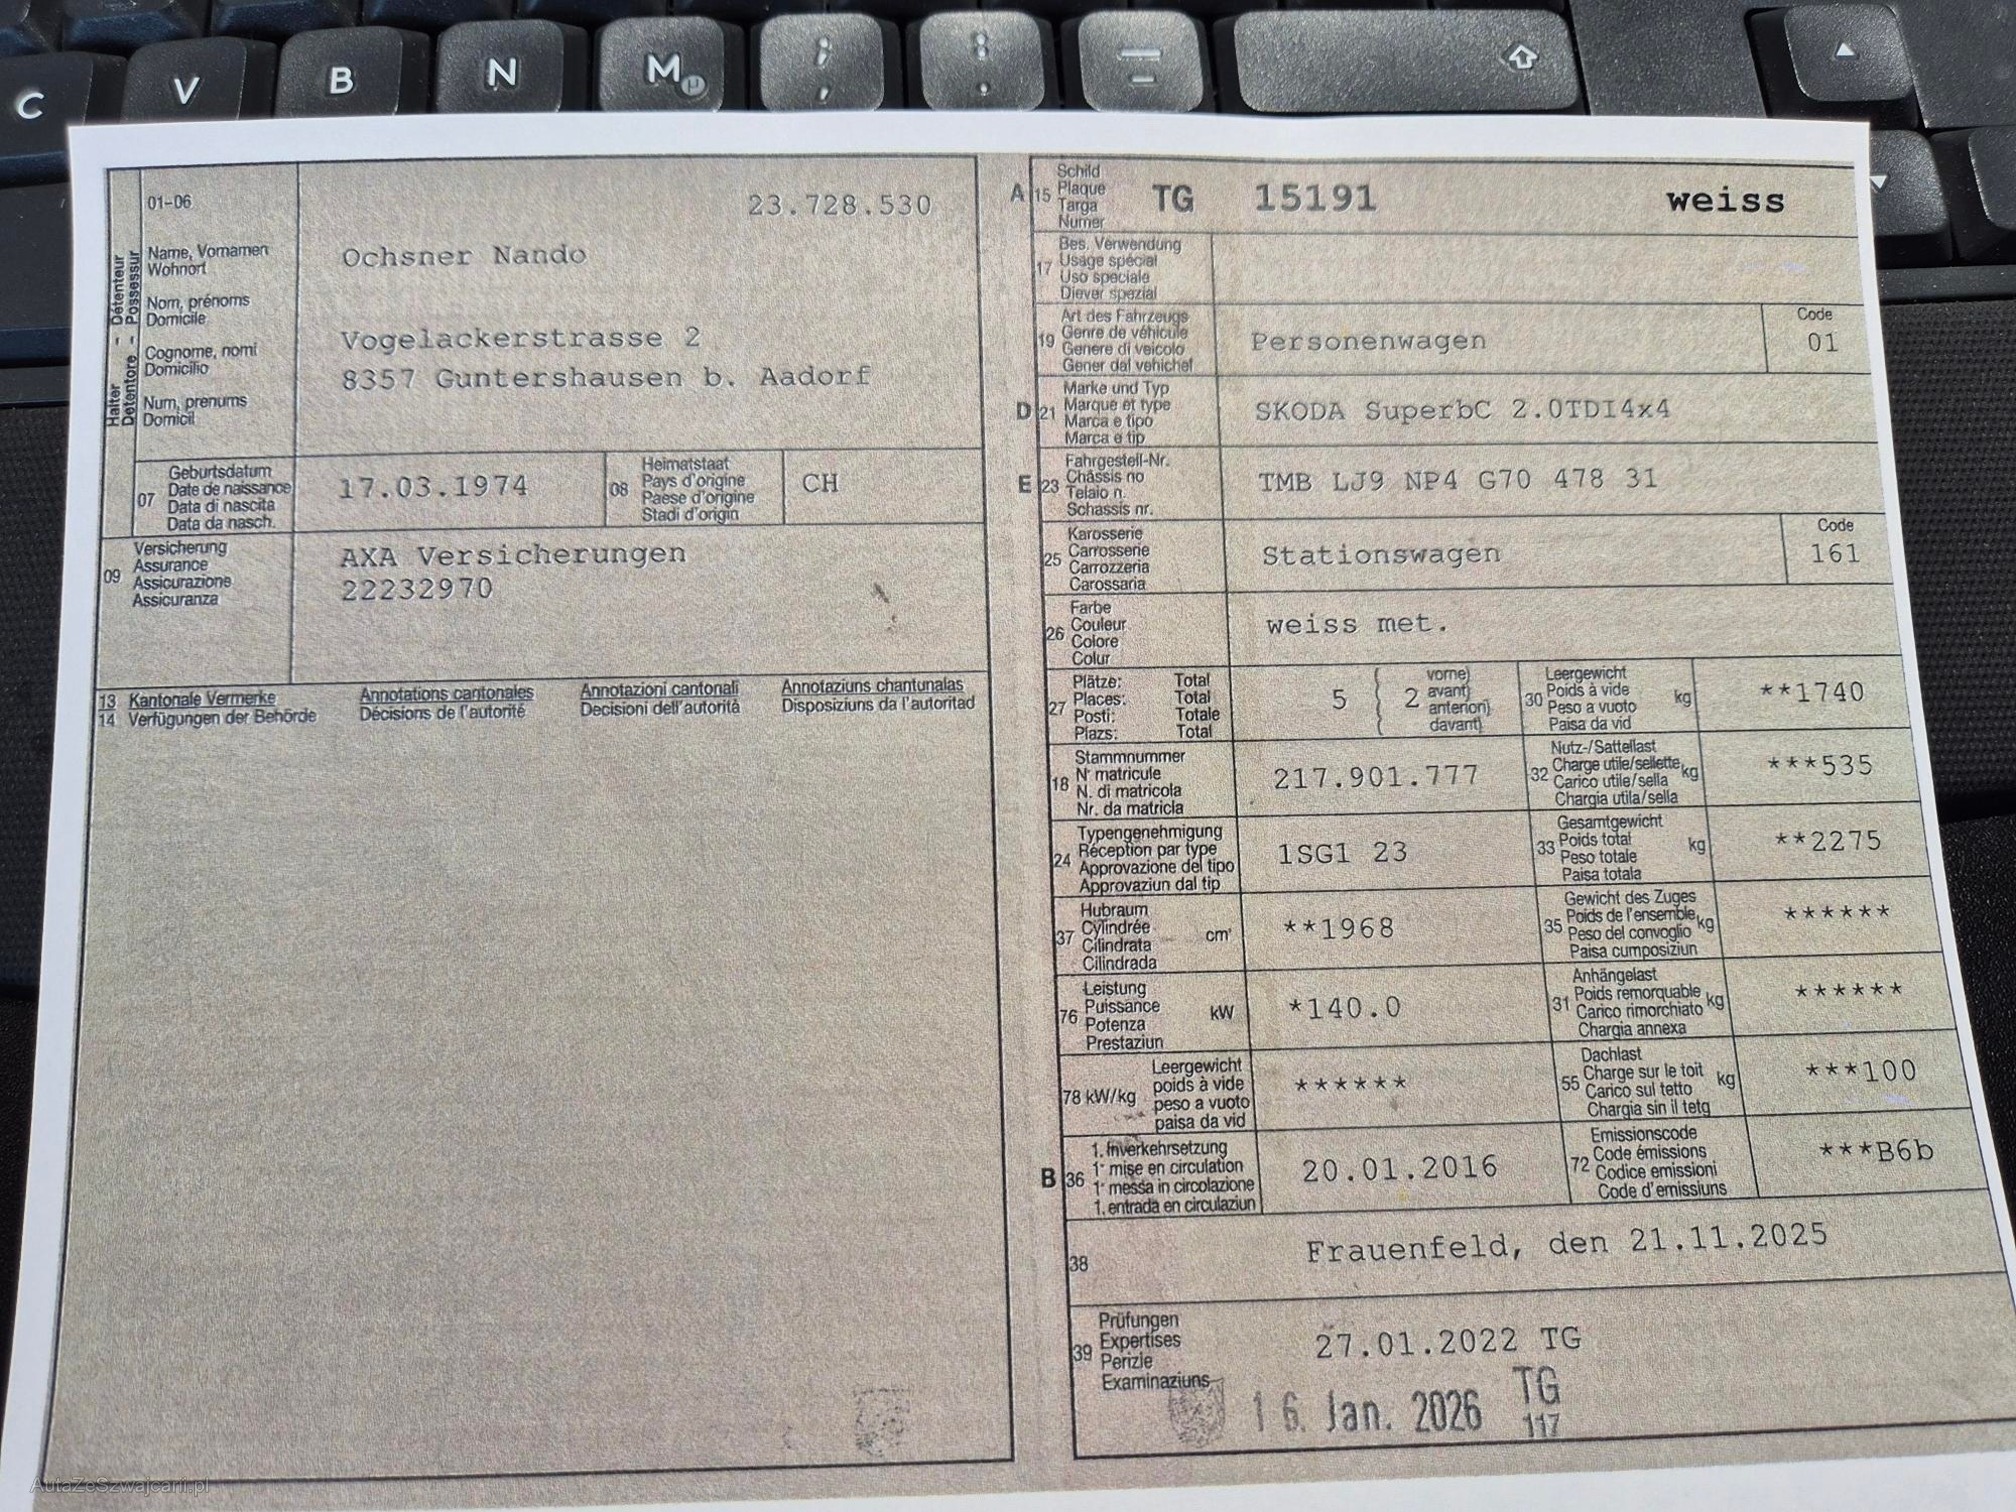 C V B N M µ ; : . –
01-06
23.728.530
Halter - Détenteur
Detentore - Possessur
Name, Vornamen
Wohnort
Nom, prénoms
Domicile
Cognome, nomi
Domicilio
Num, prenums
Domicil
Ochsner Nando
Vogelackerstrasse 2
8357 Guntershausen b. Aadorf
07
Geburtsdatum
Date de naissance
Data di nascita
Data da nasch.
17.03.1974
08
Heimatstaat
Pays d'origine
Paese d'origine
Stadi d'origin
CH
09
Versicherung
Assurance
Assicurazione
Assicuranza
AXA Versicherungen
22232970
13 Kantonale Vermerke Annotations cantonales Annotazioni cantonali Annotaziuns chantunalas
14 Verfügungen der Behörde Décisions de l'autorité Decisioni dell'autorità Disposiziuns da l'autoritad
A 15
Schild
Plaque
Targa
Numer
TG 15191 weiss
17
Bes. Verwendung
Usage spécial
Uso speciale
Diever spezial
19
Art des Fahrzeugs
Genre de véhicule
Genere di veicolo
Gener dal vehichel
Personenwagen
Code
01
D 21
Marke und Typ
Marque et type
Marca e tipo
Marca e tip
SKODA SuperbC 2.0TDI4x4
E 23
Fahrgestell-Nr.
Châssis no
Telaio n.
Schassis nr.
TMB LJ9 NP4 G70 478 31
25
Karosserie
Carrosserie
Carrozzeria
Carossaria
Stationswagen
Code
161
26
Farbe
Couleur
Colore
Colur
weiss met.
27
Plätze: Total
Places: Total
Posti: Totale
Plazs: Total
5 ( 2
vorne)
avant)
anteriori)
davant)
30
Leergewicht
Poids à vide
Peso a vuoto
Paisa da vid
kg
**1740
18
Stammnummer
N° matricule
N. di matricola
Nr. da matricla
217.901.777
32
Nutz-/Sattellast
Charge utile/sellette
Carico utile/sella
Chargia utila/sella
kg
***535
24
Typengenehmigung
Réception par type
Approvazione del tipo
Approvaziun dal tip
1SG1 23
33
Gesamtgewicht
Poids total
Peso totale
Paisa totala
kg
**2275
37
Hubraum
Cylindrée
Cilindrata
Cilindrada
cm³
**1968
35
Gewicht des Zuges
Poids de l'ensemble
Peso del convoglio
Paisa cumposiziun
kg
******
76
Leistung
Puissance
Potenza
Prestaziun
kW
*140.0
31
Anhängelast
Poids remorquable
Carico rimorchiato
Chargia annexa
kg
******
78 kW/kg
Leergewicht
poids à vide
peso a vuoto
paisa da vid
******
55
Dachlast
Charge sur le toit
Carico sul tetto
Chargia sin il tetg
kg
***100
B 36
1. Inverkehrsetzung
1e mise en circulation
1a messa in circolazione
1. entrada en circulaziun
20.01.2016
72
Emissionscode
Code émissions
Codice emissioni
Code d'emissiuns
***B6b
38
Frauenfeld, den 21.11.2025
39
Prüfungen
Expertises
Perizie
Examinaziuns
27.01.2022 TG
16. Jan. 2026 TG
117
AutaZeSzwajcarii.pl